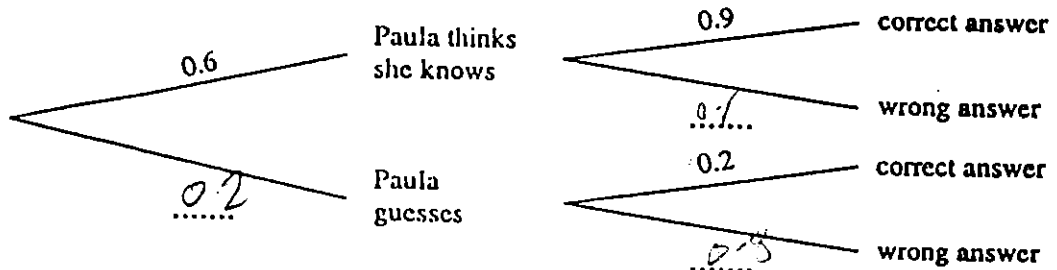 0.9
correct answer
Paula thinks
she knows
0.6
0.1
wrong answer
0.2
correct answer
0.2
Paula
guesses
wrong answer